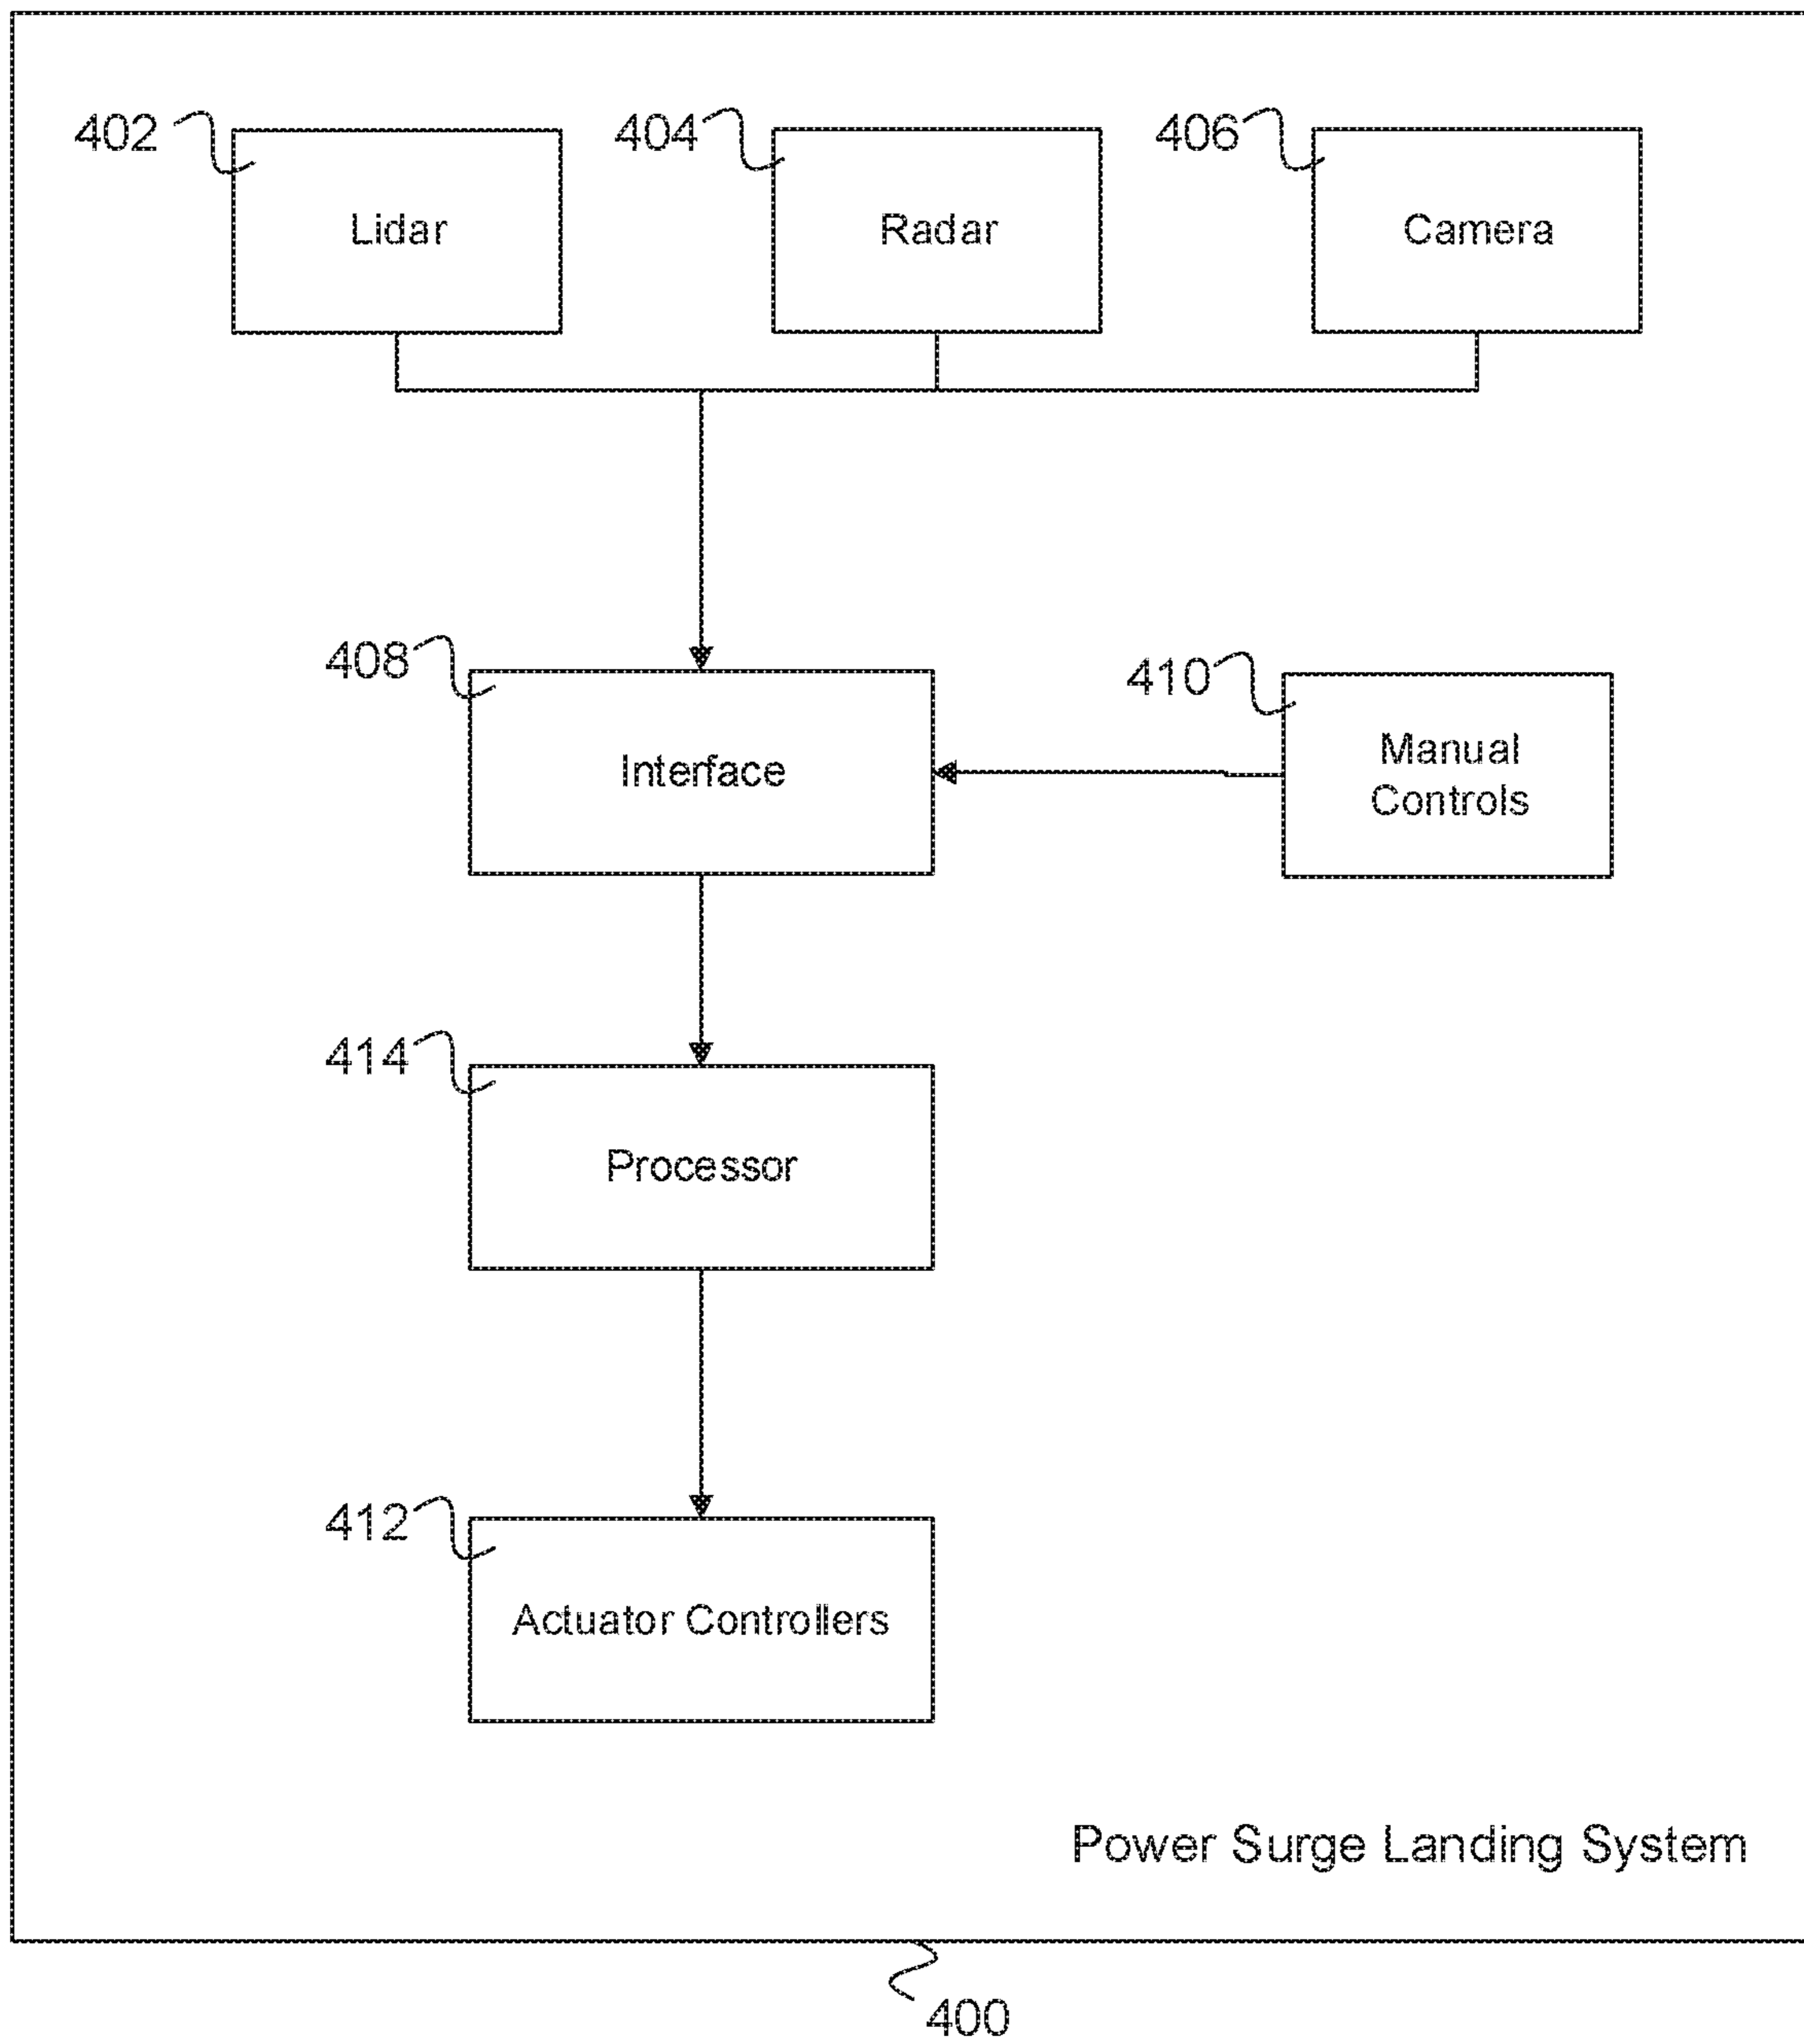 402
Lidar
404
Radar
406
Camera
408
Interface
410
Manual
Controls
414
Processor
412
Actuator Controllers
Power Surge Landing System
400